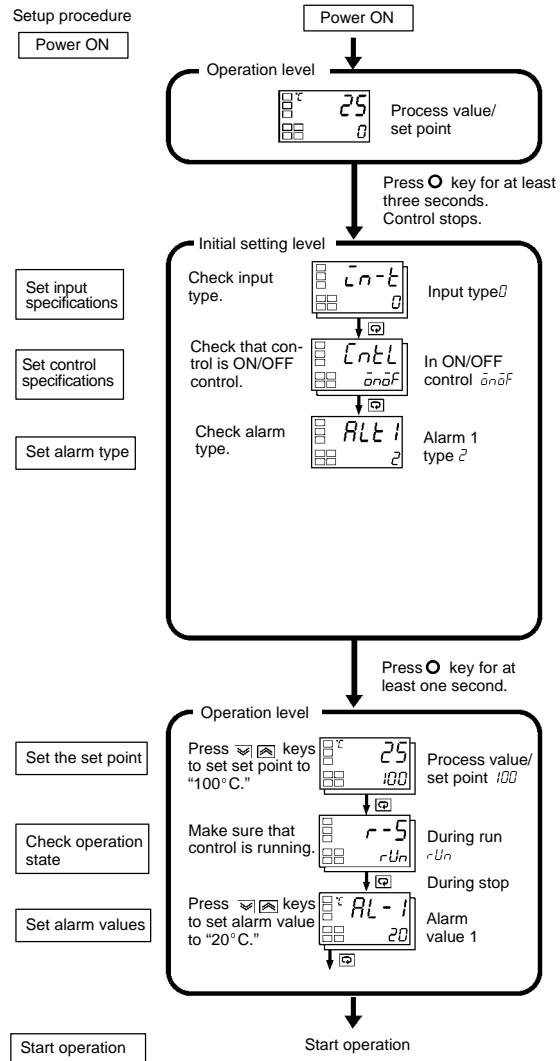 Setup procedure
Power ON
Power ON
Operation level
℃
25
0
Process value/
set point
Press O key for at least
three seconds.
Control stops.
Initial setting level
Set input
specifications
Check input
type.
in-t
0
Input type 0
Set control
specifications
Check that con-
trol is ON/OFF
control.
CntL
onoF
In ON/OFF
control onoF
Set alarm type
Check alarm
type.
ALt1
2
Alarm 1
type 2
Press O key for at
least one second.
Operation level
Set the set point
Press keys
to set set point to
“100°C.”
℃
25
100
Process value/
set point 100
Check operation
state
Make sure that
control is running.
r-S
rUn
During run
rUn
During stop
Set alarm values
Press keys
to set alarm value
to “20°C.”
℃
AL-1
20
Alarm
value 1
Start operation
Start operation